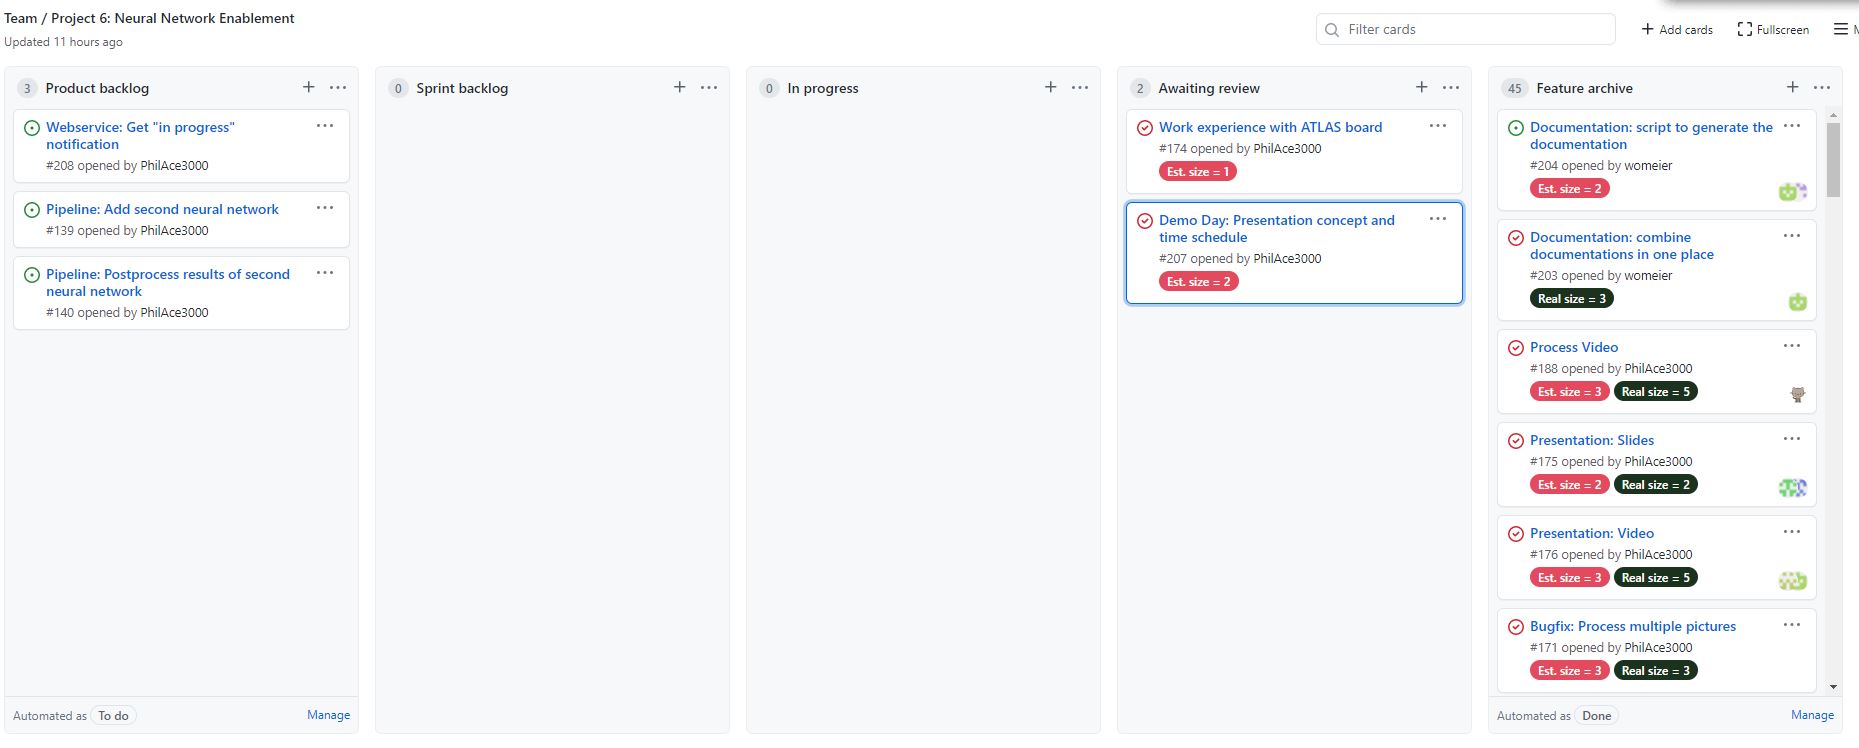 Team / Project 6: Neural Network Enablement
Updated 11 hours ago
Filter cards
Add cards
Fullscreen
3 Product backlog
Webservice: Get "in progress"
notification
#208 opened by PhilAce3000
Pipeline: Add second neural network
#139 opened by PhilAce3000
Pipeline: Postprocess results of second
neural network
#140 opened by PhilAce3000
Automated as To do
Manage
0 Sprint backlog
0 In progress
2 Awaiting review
Work experience with ATLAS board
#174 opened by PhilAce3000
Est. size = 1
Demo Day: Presentation concept and
time schedule
#207 opened by PhilAce3000
Est. size = 2
45 Feature archive
Documentation: script to generate the
documentation
#204 opened by womeier
Est. size = 2
Documentation: combine
documentations in one place
#203 opened by womeier
Real size = 3
Process Video
#188 opened by PhilAce3000
Est. size = 3 Real size = 5
Presentation: Slides
#175 opened by PhilAce3000
Est. size = 2 Real size = 2
Presentation: Video
#176 opened by PhilAce3000
Est. size = 3 Real size = 5
Bugfix: Process multiple pictures
#171 opened by PhilAce3000
Est. size = 3 Real size = 3
Automated as Done
Manage